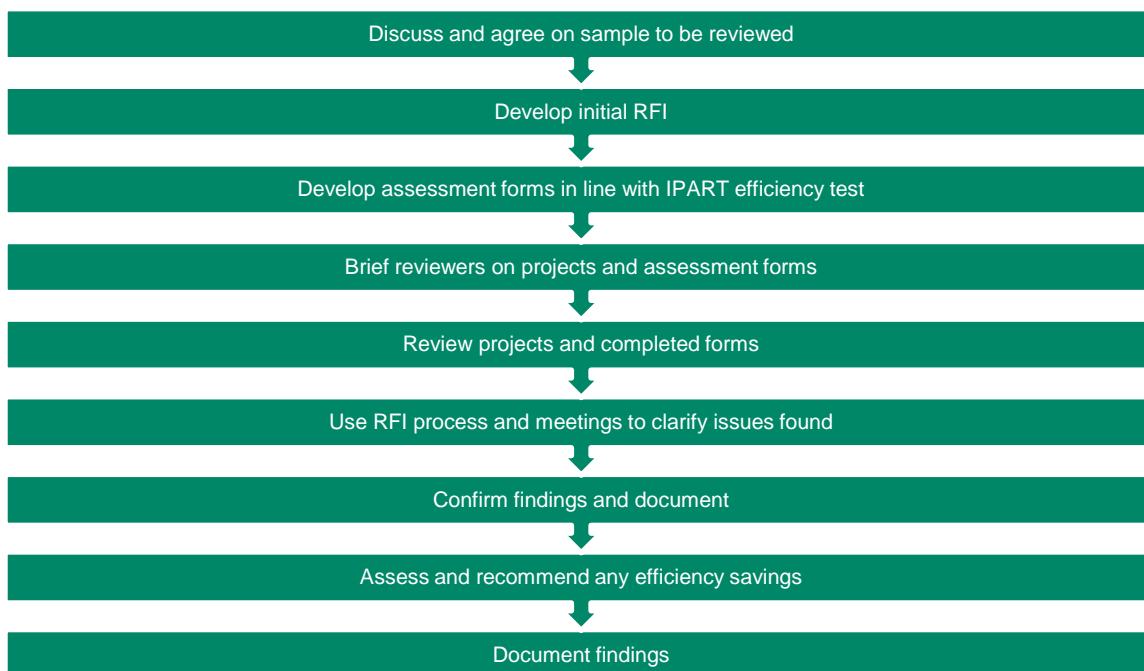 Discuss and agree on sample to be reviewed
Develop initial RFI
Develop assessment forms in line with IPART efficiency test
Brief reviewers on projects and assessment forms
Review projects and completed forms
Use RFI process and meetings to clarify issues found
Confirm findings and document
Assess and recommend any efficiency savings
Document findings